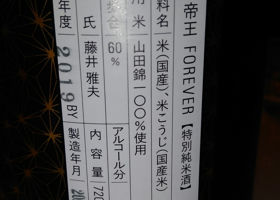 帝王 FOREVER【特別純米酒】
料名 米(国産)、米こうじ(国産米)
用米 山田錦一〇〇%使用
合 60% アルコール分
氏 藤井 雅夫 内容量 720
年度 2019BY 製造年月 20